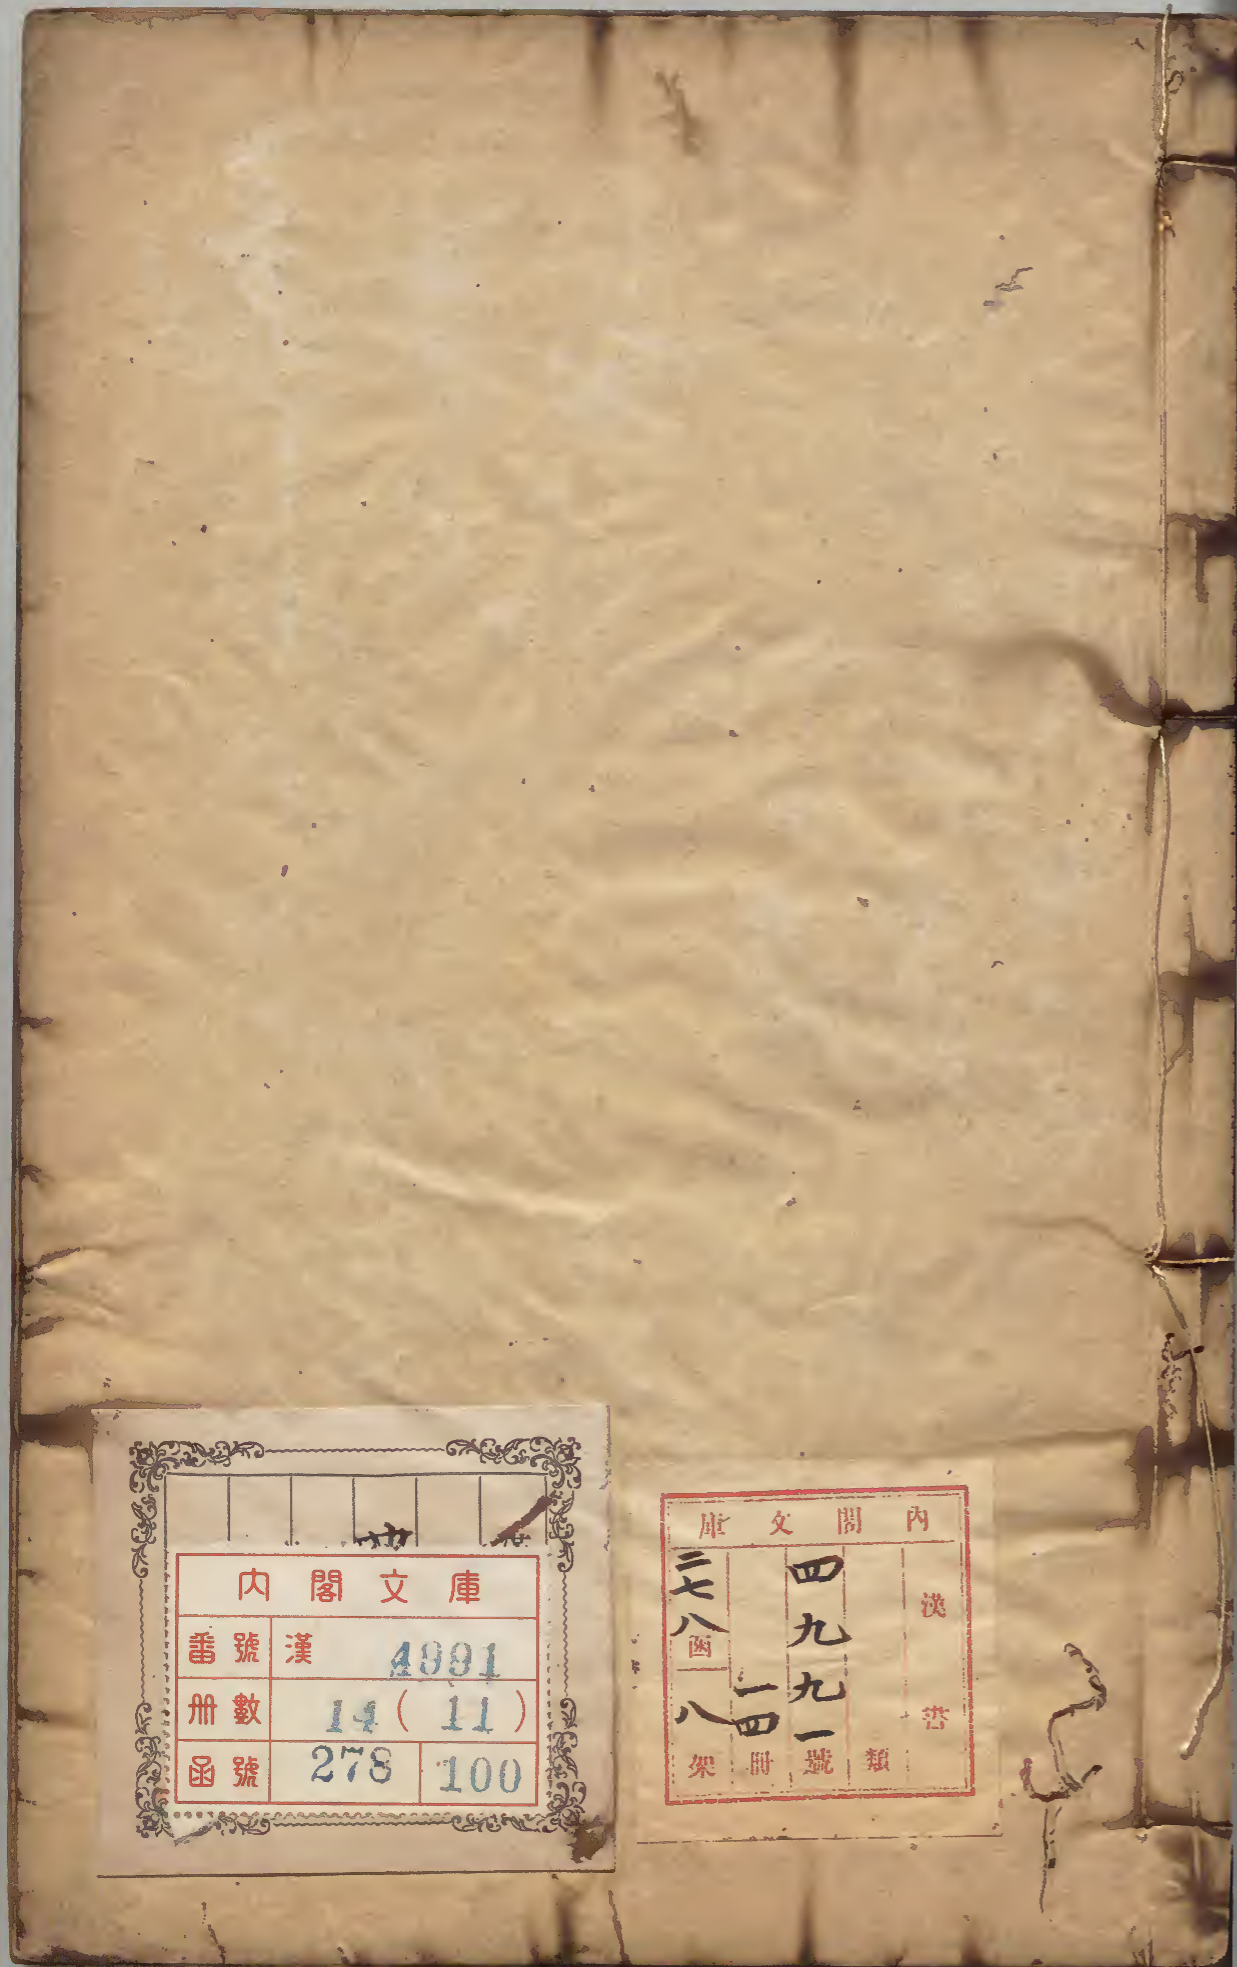 内閣文庫
番號 漢 4991
冊數 14 ( 11 )
函號 278 100
內閣文庫
漢書
類
四九九一號
一四冊
二七八函
八架